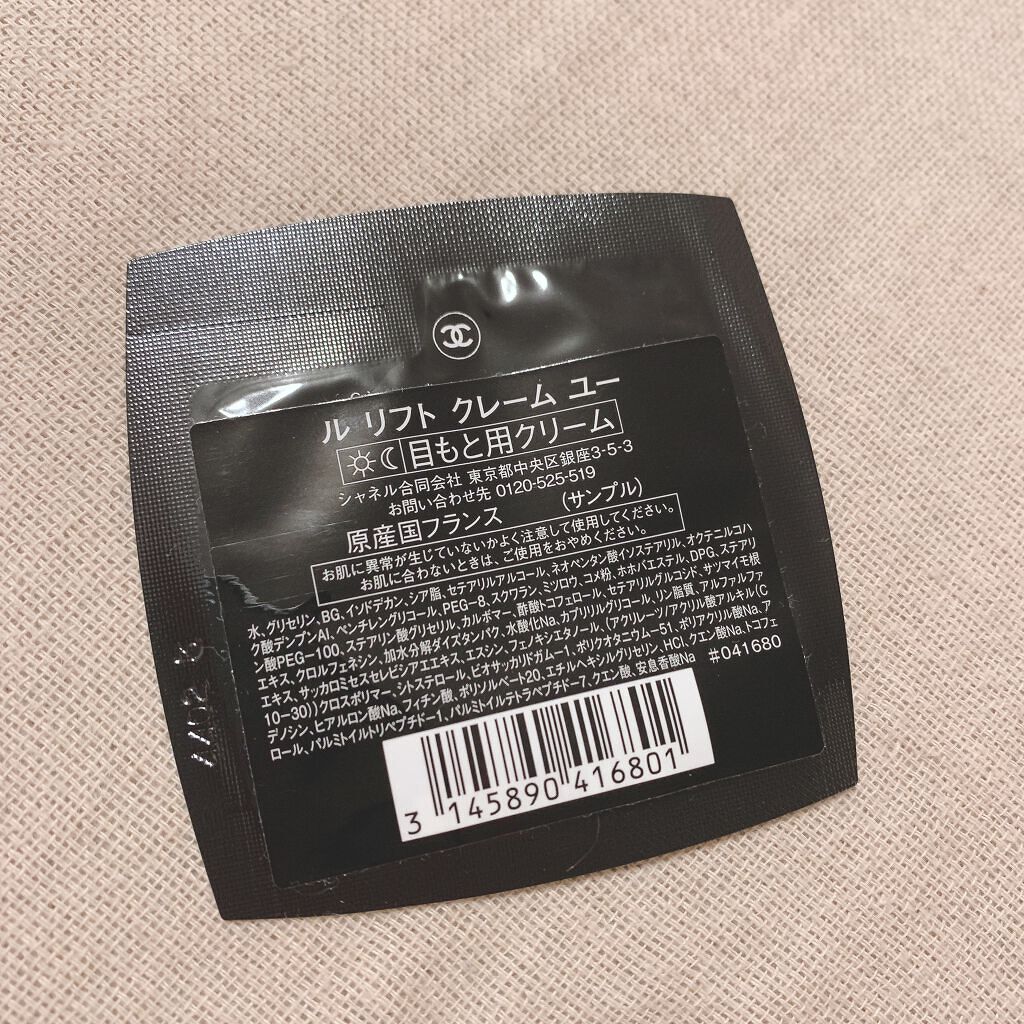 ル リフト クレーム ユー
目もと用クリーム
シャネル合同会社 東京都中央区銀座3-5-3
お問い合わせ先 0120-525-519
原産国フランス (サンプル)
お肌に異常が生じていないかよく注意して使用してください。
お肌に合わないときは、ご使用をおやめください。
水、グリセリン、BG、イソドデカン、シア脂、セテアリルアルコール、ネオペンタン酸イソステアリル、オクテニルコハ
ク酸デンプンAl、ペンチレングリコール、PEG-8、スクワラン、ミツロウ、コメ粉、ホホバエステル、DPG、ステアリ
ン酸PEG-100、ステアリン酸グリセリル、カルボマー、酢酸トコフェロール、セテアリルグルコシド、サツマイモ根
エキス、クロルフェネシン、加水分解ダイズタンパク、水酸化Na、カプリリルグリコール、リン脂質、アルファルファ
エキス、サッカロミセスセレビシアエエキス、エスシン、フェノキシエタノール、(アクリレーツ/アクリル酸アルキル(C
10-30))クロスポリマー、シトステロール、ビオサッカリドガム-1、ポリクオタニウム-51、ポリアクリル酸Na、ア
デノシン、ヒアルロン酸Na、フィチン酸、ポリソルベート20、エチルヘキシルグリセリン、HCl、クエン酸Na、トコフェ
ロール、パルミトイルトリペプチド-1、パルミトイルテトラペプチド-7、クエン酸、安息香酸Na #041680
3 145890 416801